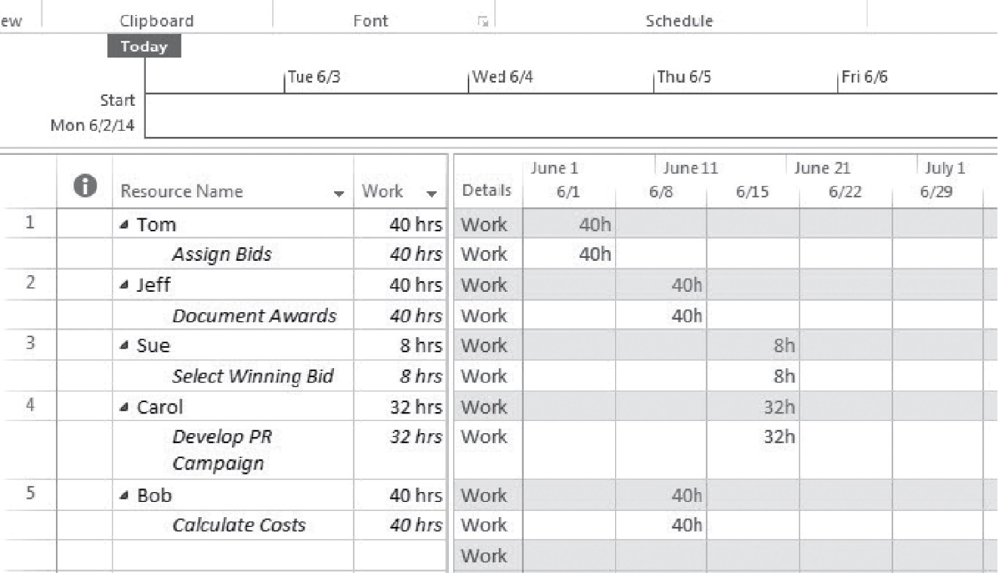 ew Clipboard Font Schedule
Today
Tue 6/3 Wed 6/4 Thu 6/5 Fri 6/6
Start
Mon 6/2/14
June 1 June 11 June 21 July 1
Resource Name Work Details 6/1 6/8 6/15 6/22 6/29
1 Tom 40 hrs Work 40h
Assign Bids 40 hrs Work 40h
2 Jeff 40 hrs Work 40h
Document Awards 40 hrs Work 40h
3 Sue 8 hrs Work 8h
Select Winning Bid 8 hrs Work 8h
4 Carol 32 hrs Work 32h
Develop PR 32 hrs Work 32h
Campaign
5 Bob 40 hrs Work 40h
Calculate Costs 40 hrs Work 40h
Work